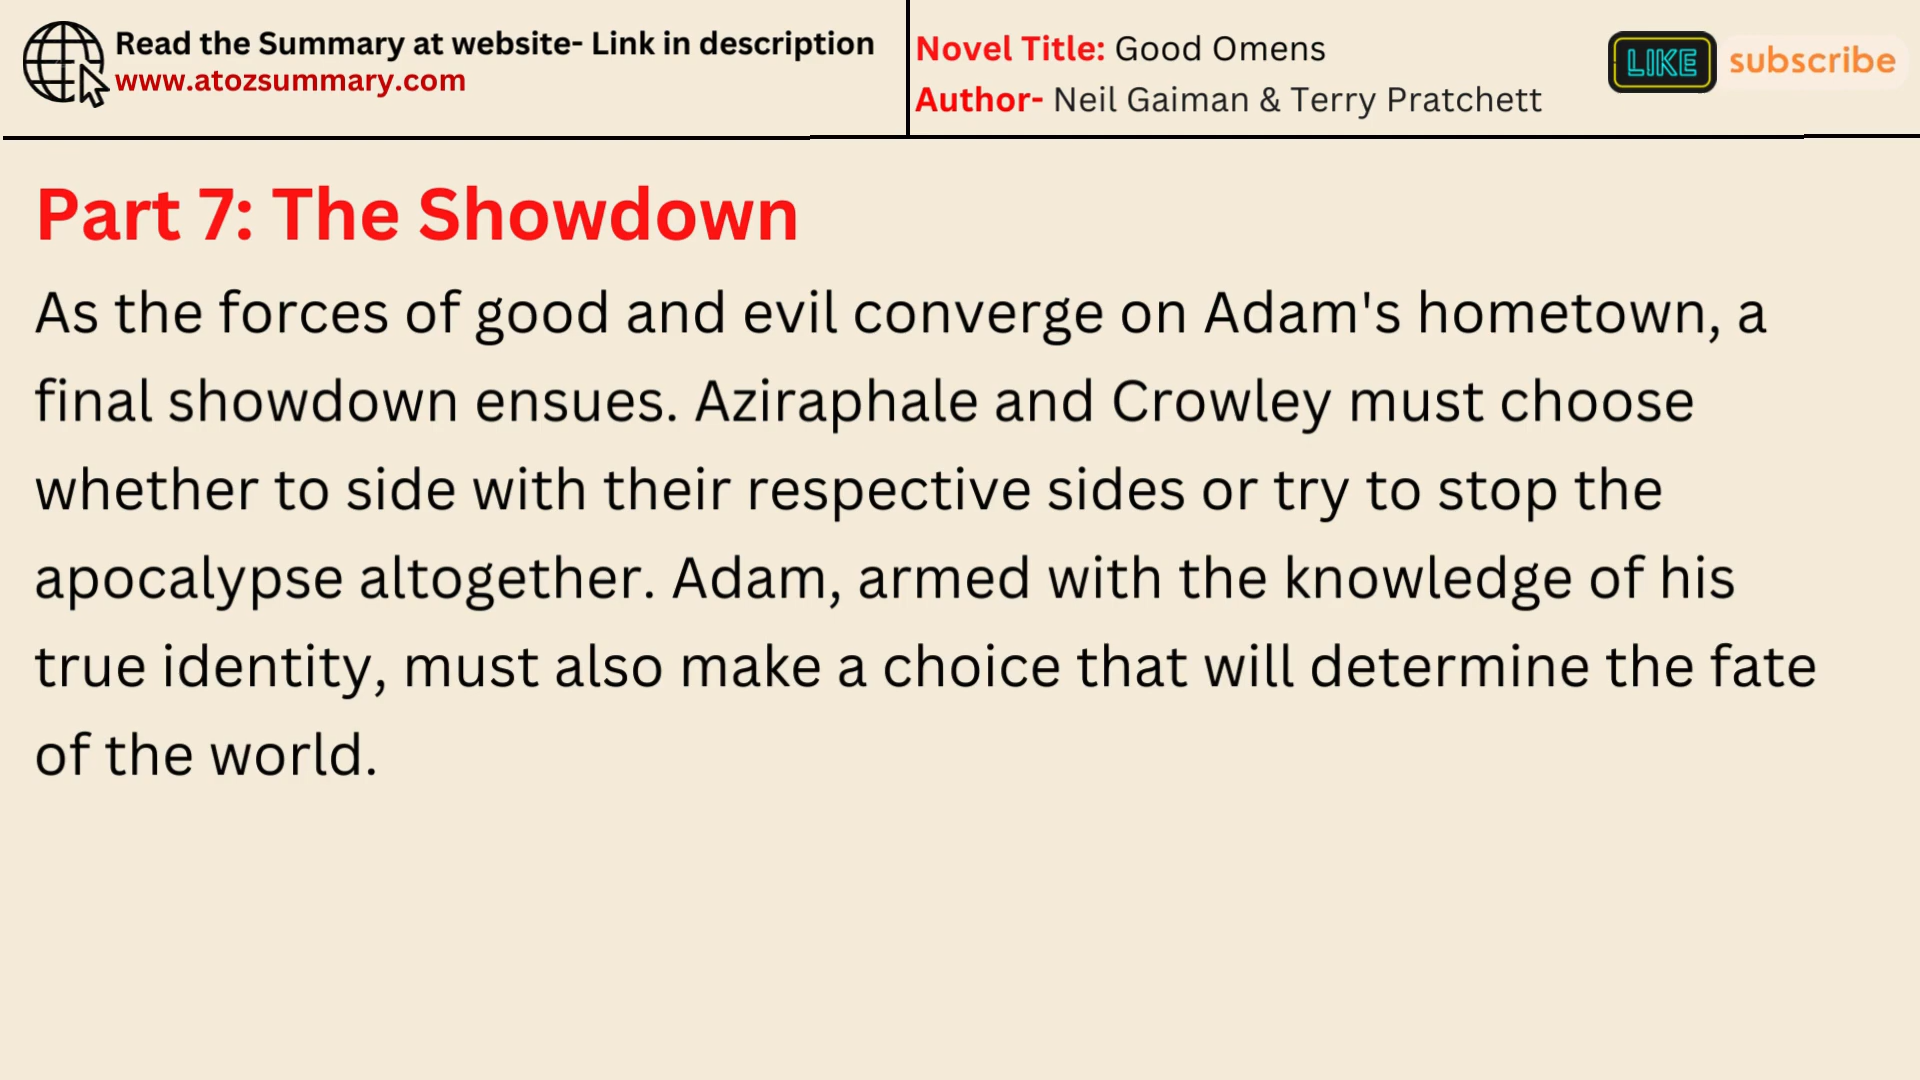 Read the Summary at website- Link in description
www.atozsummary.com
Novel Title: Good Omens
Author- Neil Gaiman & Terry Pratchett
LIKE
subscribe
Part 7: The Showdown
As the forces of good and evil converge on Adam's hometown, a
final showdown ensues. Aziraphale and Crowley must choose
whether to side with their respective sides or try to stop the
apocalypse altogether. Adam, armed with the knowledge of his
true identity, must also make a choice that will determine the fate
of the world.